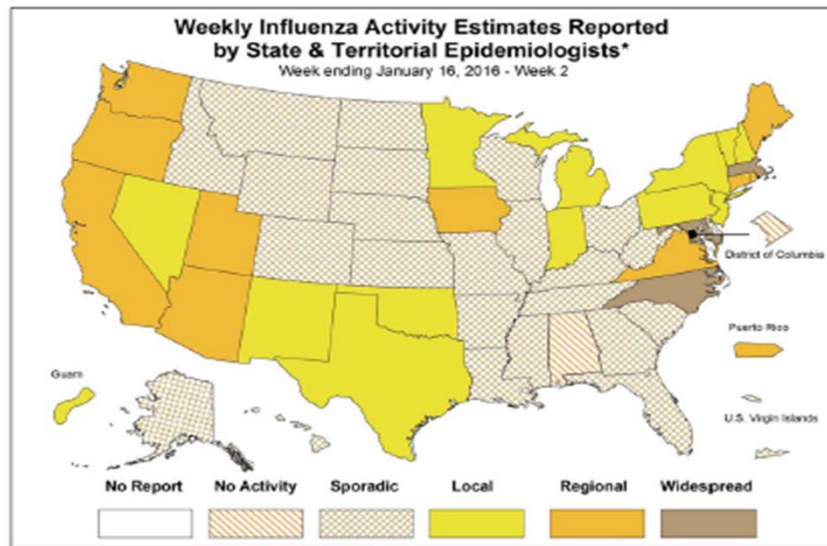 Weekly Influenza Activity Estimates Reported
by State & Territorial Epidemiologists*
Week ending January 16, 2016 - Week 2
District of Columbia
Puerto Rico
Guam
U.S. Virgin Islands
No Report No Activity Sporadic Local Regional Widespread